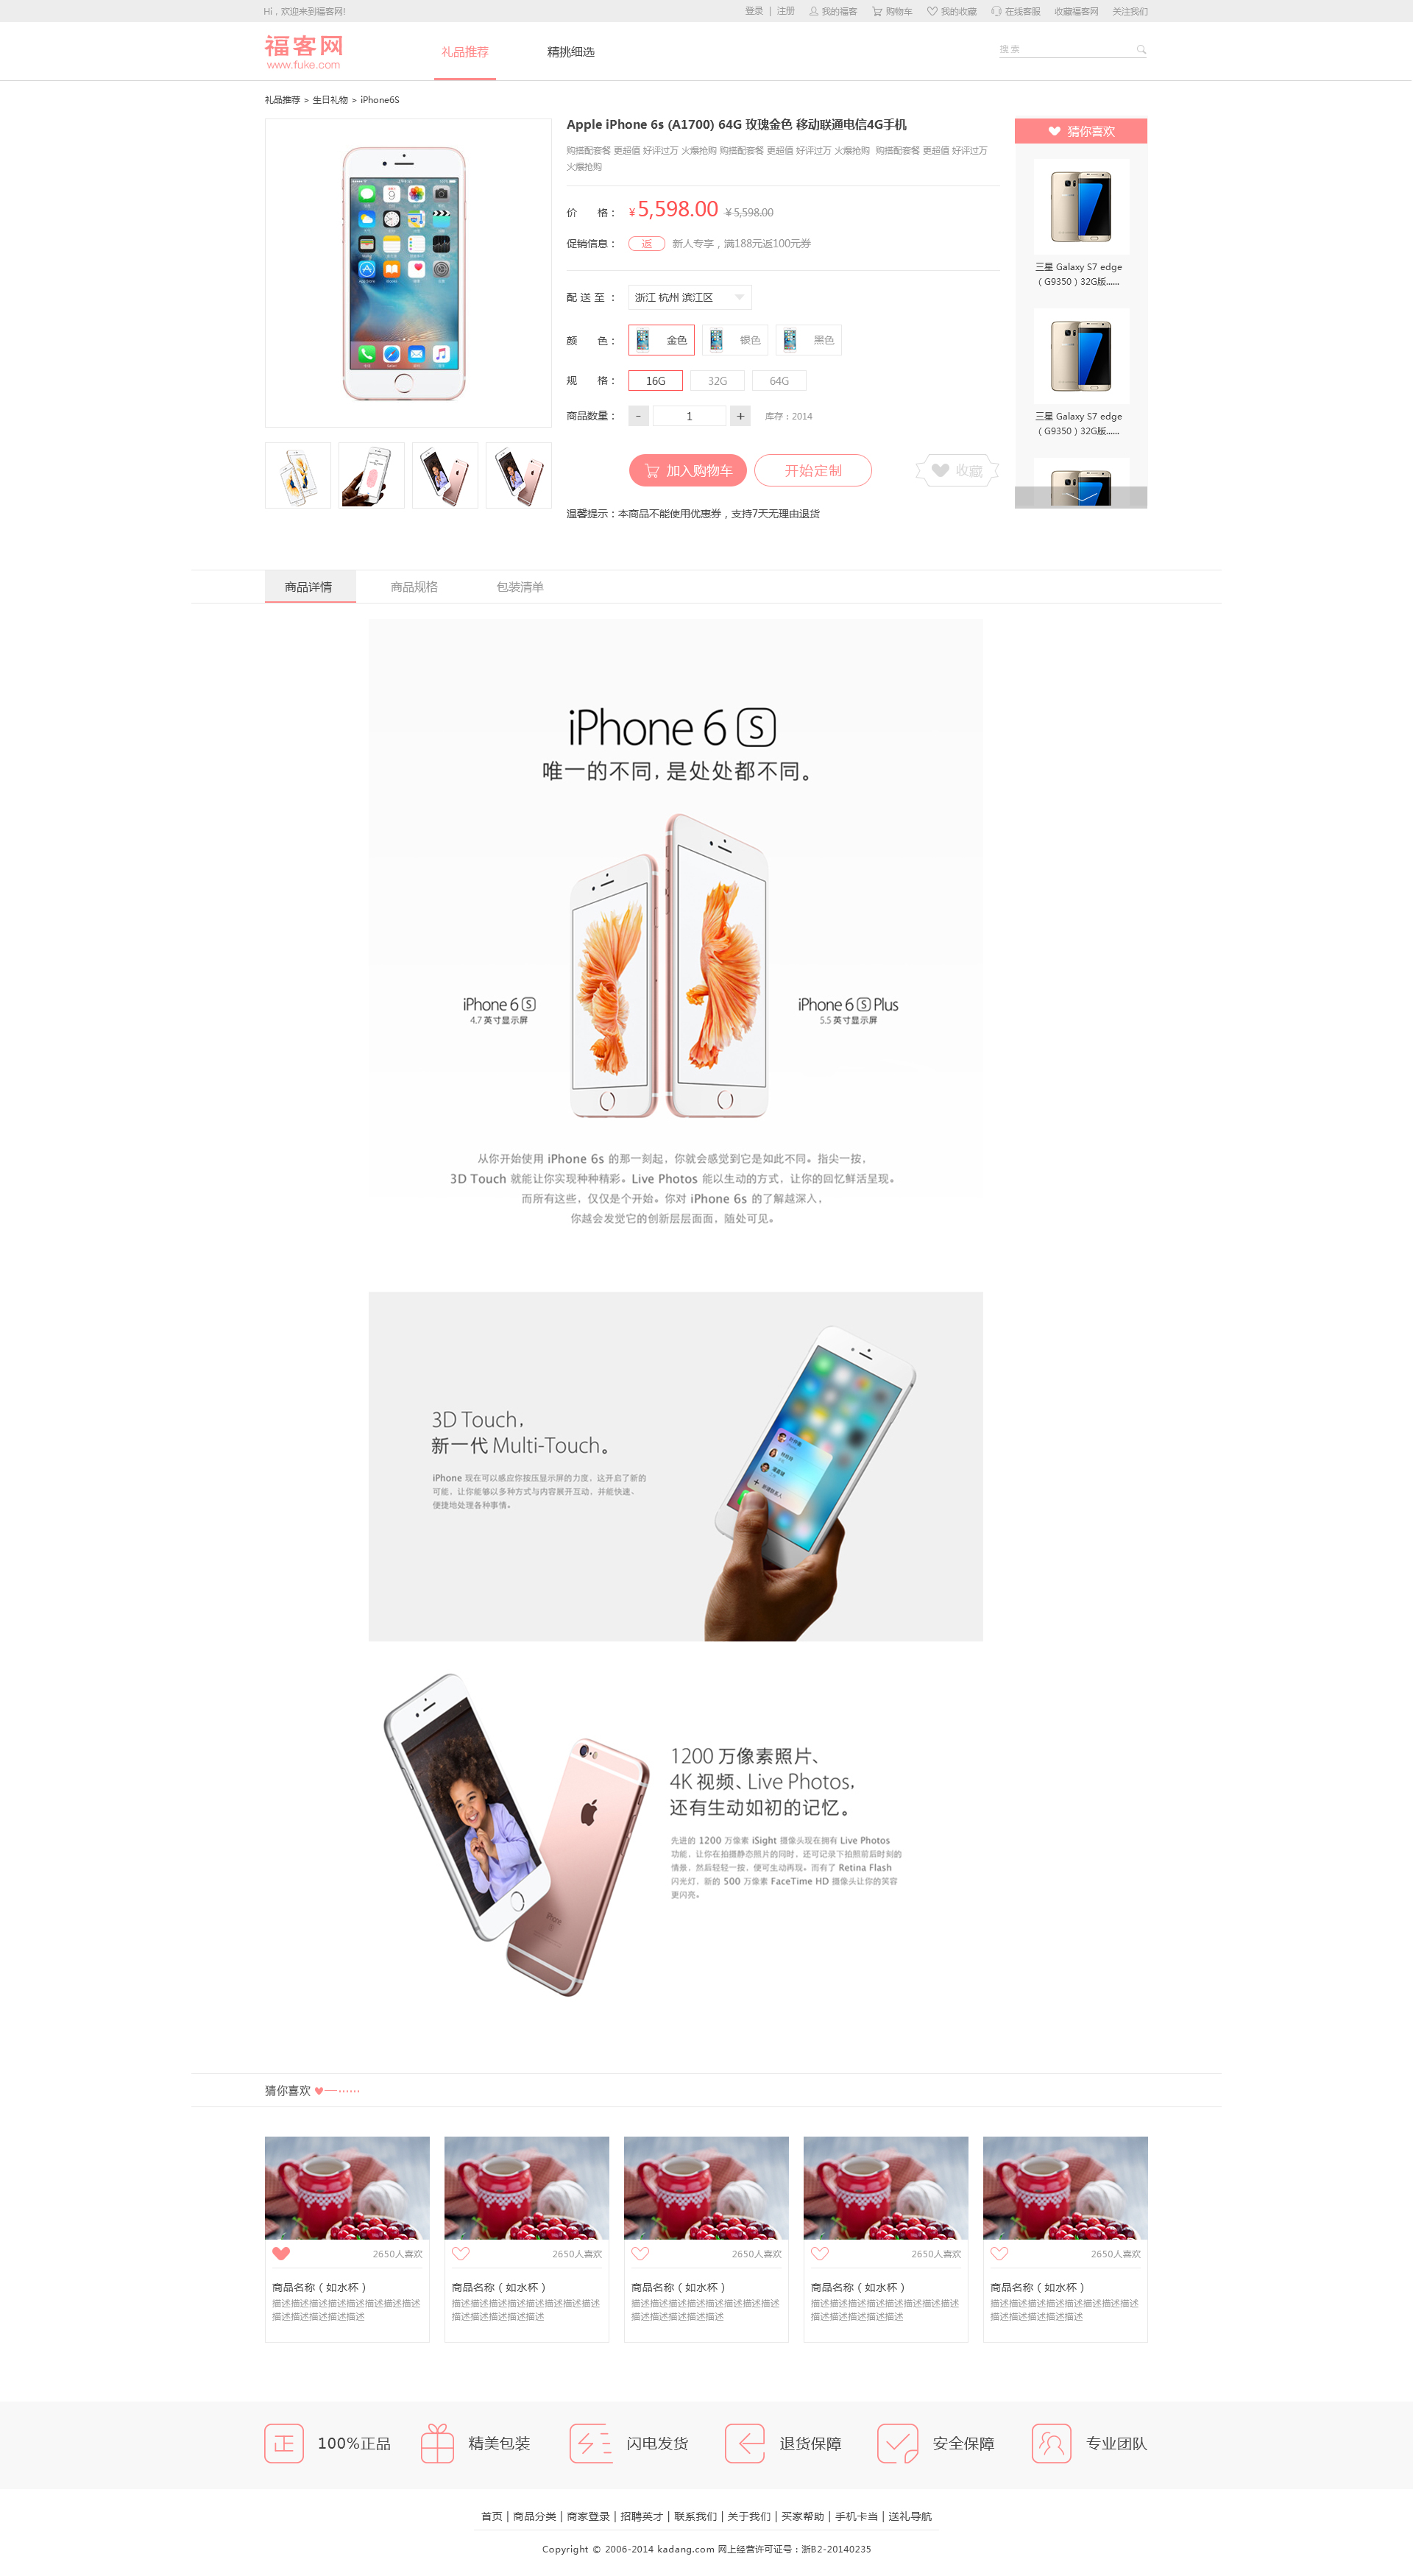 Hi，欢迎来到福客网!
登录 | 注册 我的福客 购物车 我的收藏 在线客服 收藏福客网 关注我们
福客网
www.fuke.com
礼品推荐 精挑细选
搜索
礼品推荐 > 生日礼物 > iPhone6S
Apple iPhone 6s (A1700) 64G 玫瑰金色 移动联通电信4G手机
购搭配套餐 更超值 好评过万 火爆抢购 购搭配套餐 更超值 好评过万 火爆抢购 购搭配套餐 更超值 好评过万
火爆抢购
价 格： ¥5,598.00 ¥5,598.00
促销信息： 返 新人专享，满188元返100元券
配送至： 浙江 杭州 滨江区
颜 色： 金色 银色 黑色
规 格： 16G 32G 64G
商品数量： - 1 + 库存：2014
加入购物车 开始定制 收藏
温馨提示：本商品不能使用优惠券，支持7天无理由退货
猜你喜欢
三星 Galaxy S7 edge
（G9350）32G版......
三星 Galaxy S7 edge
（G9350）32G版......
商品详情 商品规格 包装清单
iPhone 6 S
唯一的不同，是处处都不同。
iPhone 6 S
4.7 英寸显示屏
iPhone 6 S Plus
5.5 英寸显示屏
从你开始使用 iPhone 6s 的那一刻起，你就会感觉到它是如此不同。指尖一按，
3D Touch 就能让你实现种种精彩。Live Photos 能以生动的方式，让你的回忆鲜活呈现。
而所有这些，仅仅是个开始。你对 iPhone 6s 的了解越深入，
你越会发觉它的创新层层面面，随处可见。
3D Touch，
新一代 Multi-Touch。
iPhone 现在可以感应你按压显示屏的力度，这开启了新的
可能，让你能够以多种方式与内容展开互动，并能快速、
便捷地处理各种事情。
1200 万像素照片、
4K 视频、Live Photos，
还有生动如初的记忆。
先进的 1200 万像素 iSight 摄像头现在拥有 Live Photos
功能，让你在拍摄静态照片的同时，还可记录下拍照前后时刻的
情景，然后轻轻一按，便可生动再现。而有了 Retina Flash
闪光灯，新的 500 万像素 FaceTime HD 摄像头让你的笑容
更闪亮。
猜你喜欢
2650人喜欢 2650人喜欢 2650人喜欢 2650人喜欢 2650人喜欢
商品名称（如水杯） 商品名称（如水杯） 商品名称（如水杯） 商品名称（如水杯） 商品名称（如水杯）
描述描述描述描述描述描述描述描述 描述描述描述描述描述描述描述描述 描述描述描述描述描述描述描述描述 描述描述描述描述描述描述描述描述 描述描述描述描述描述描述描述描述
描述描述描述描述描述 描述描述描述描述描述 描述描述描述描述描述 描述描述描述描述描述 描述描述描述描述描述
正 100%正品 精美包装 闪电发货 退货保障 安全保障 专业团队
首页 | 商品分类 | 商家登录 | 招聘英才 | 联系我们 | 关于我们 | 买家帮助 | 手机卡当 | 送礼导航
Copyright © 2006-2014 kadang.com 网上经营许可证号：浙B2-20140235